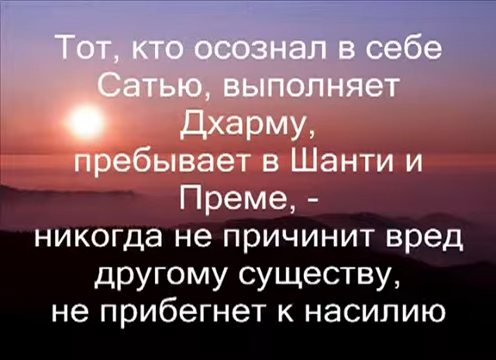 Тот, кто осознал в себе
Сатью, выполняет
Дхарму,
пребывает в Шанти и
Преме, -
никогда не причинит вред
другому существу,
не прибегнет к насилию